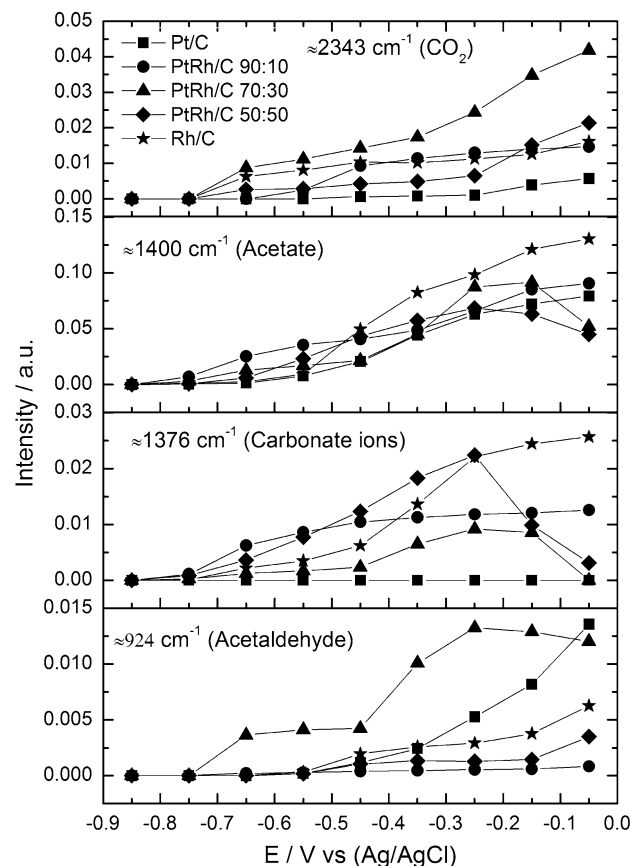 0.05
0.04
0.03
0.02
0.01
0.00
Pt/C
PtRh/C 90:10
PtRh/C 70:30
PtRh/C 50:50
Rh/C
≈2343 cm⁻¹ (CO₂)
0.15
0.10
0.05
0.00
≈1400 cm⁻¹ (Acetate)
0.03
0.02
0.01
0.00
≈1376 cm⁻¹ (Carbonate ions)
0.015
0.010
0.005
0.000
≈924 cm⁻¹ (Acetaldehyde)
Intensity / a.u.
-0.9 -0.8 -0.7 -0.6 -0.5 -0.4 -0.3 -0.2 -0.1 0.0
E / V vs (Ag/AgCl)